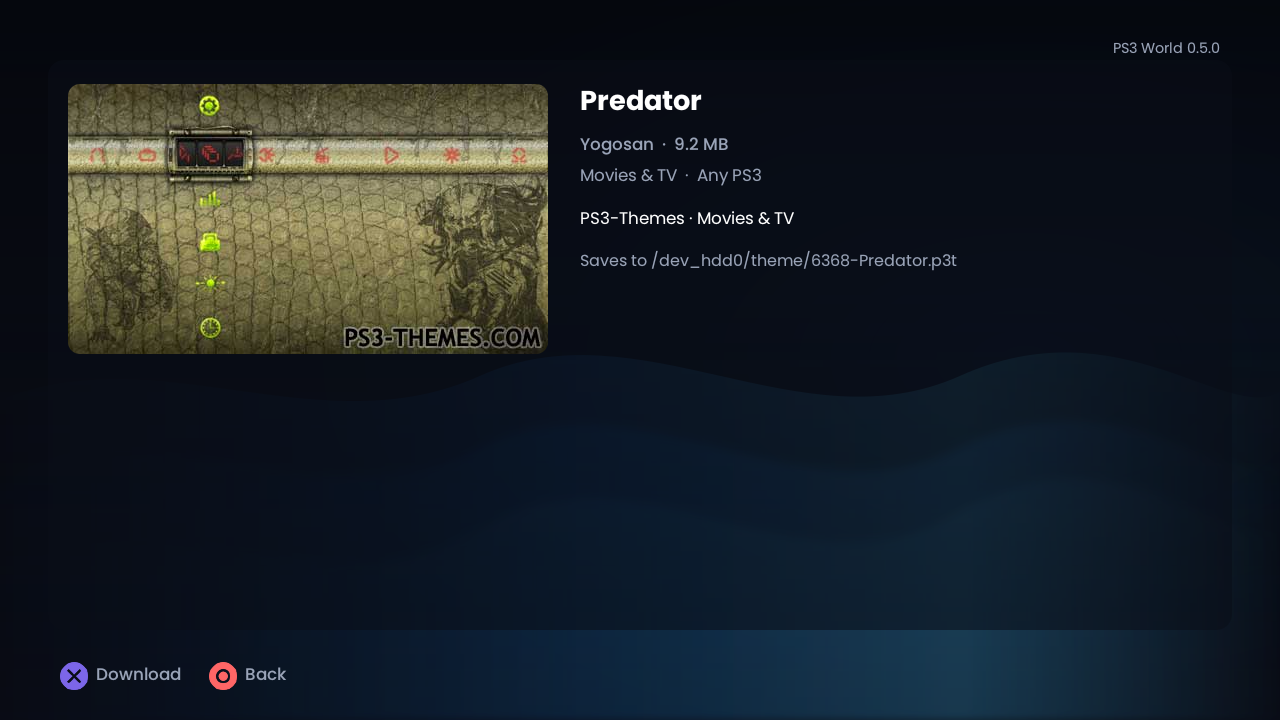 PS3 World 0.5.0
Predator
Yogosan · 9.2 MB
Movies & TV · Any PS3
PS3-Themes · Movies & TV
Saves to /dev_hdd0/theme/6368-Predator.p3t
PS3-THEMES.COM
Download
Back